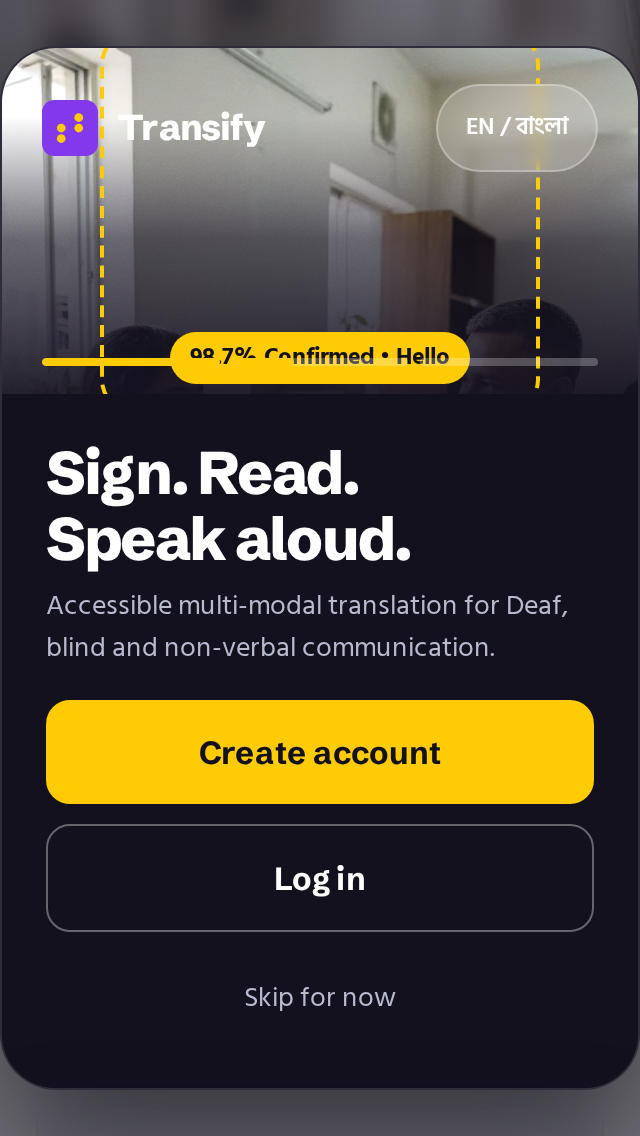 Transify
EN / বাংলা
98.7% Confirmed • Hello
Sign. Read.
Speak aloud.
Accessible multi-modal translation for Deaf,
blind and non-verbal communication.
Create account
Log in
Skip for now